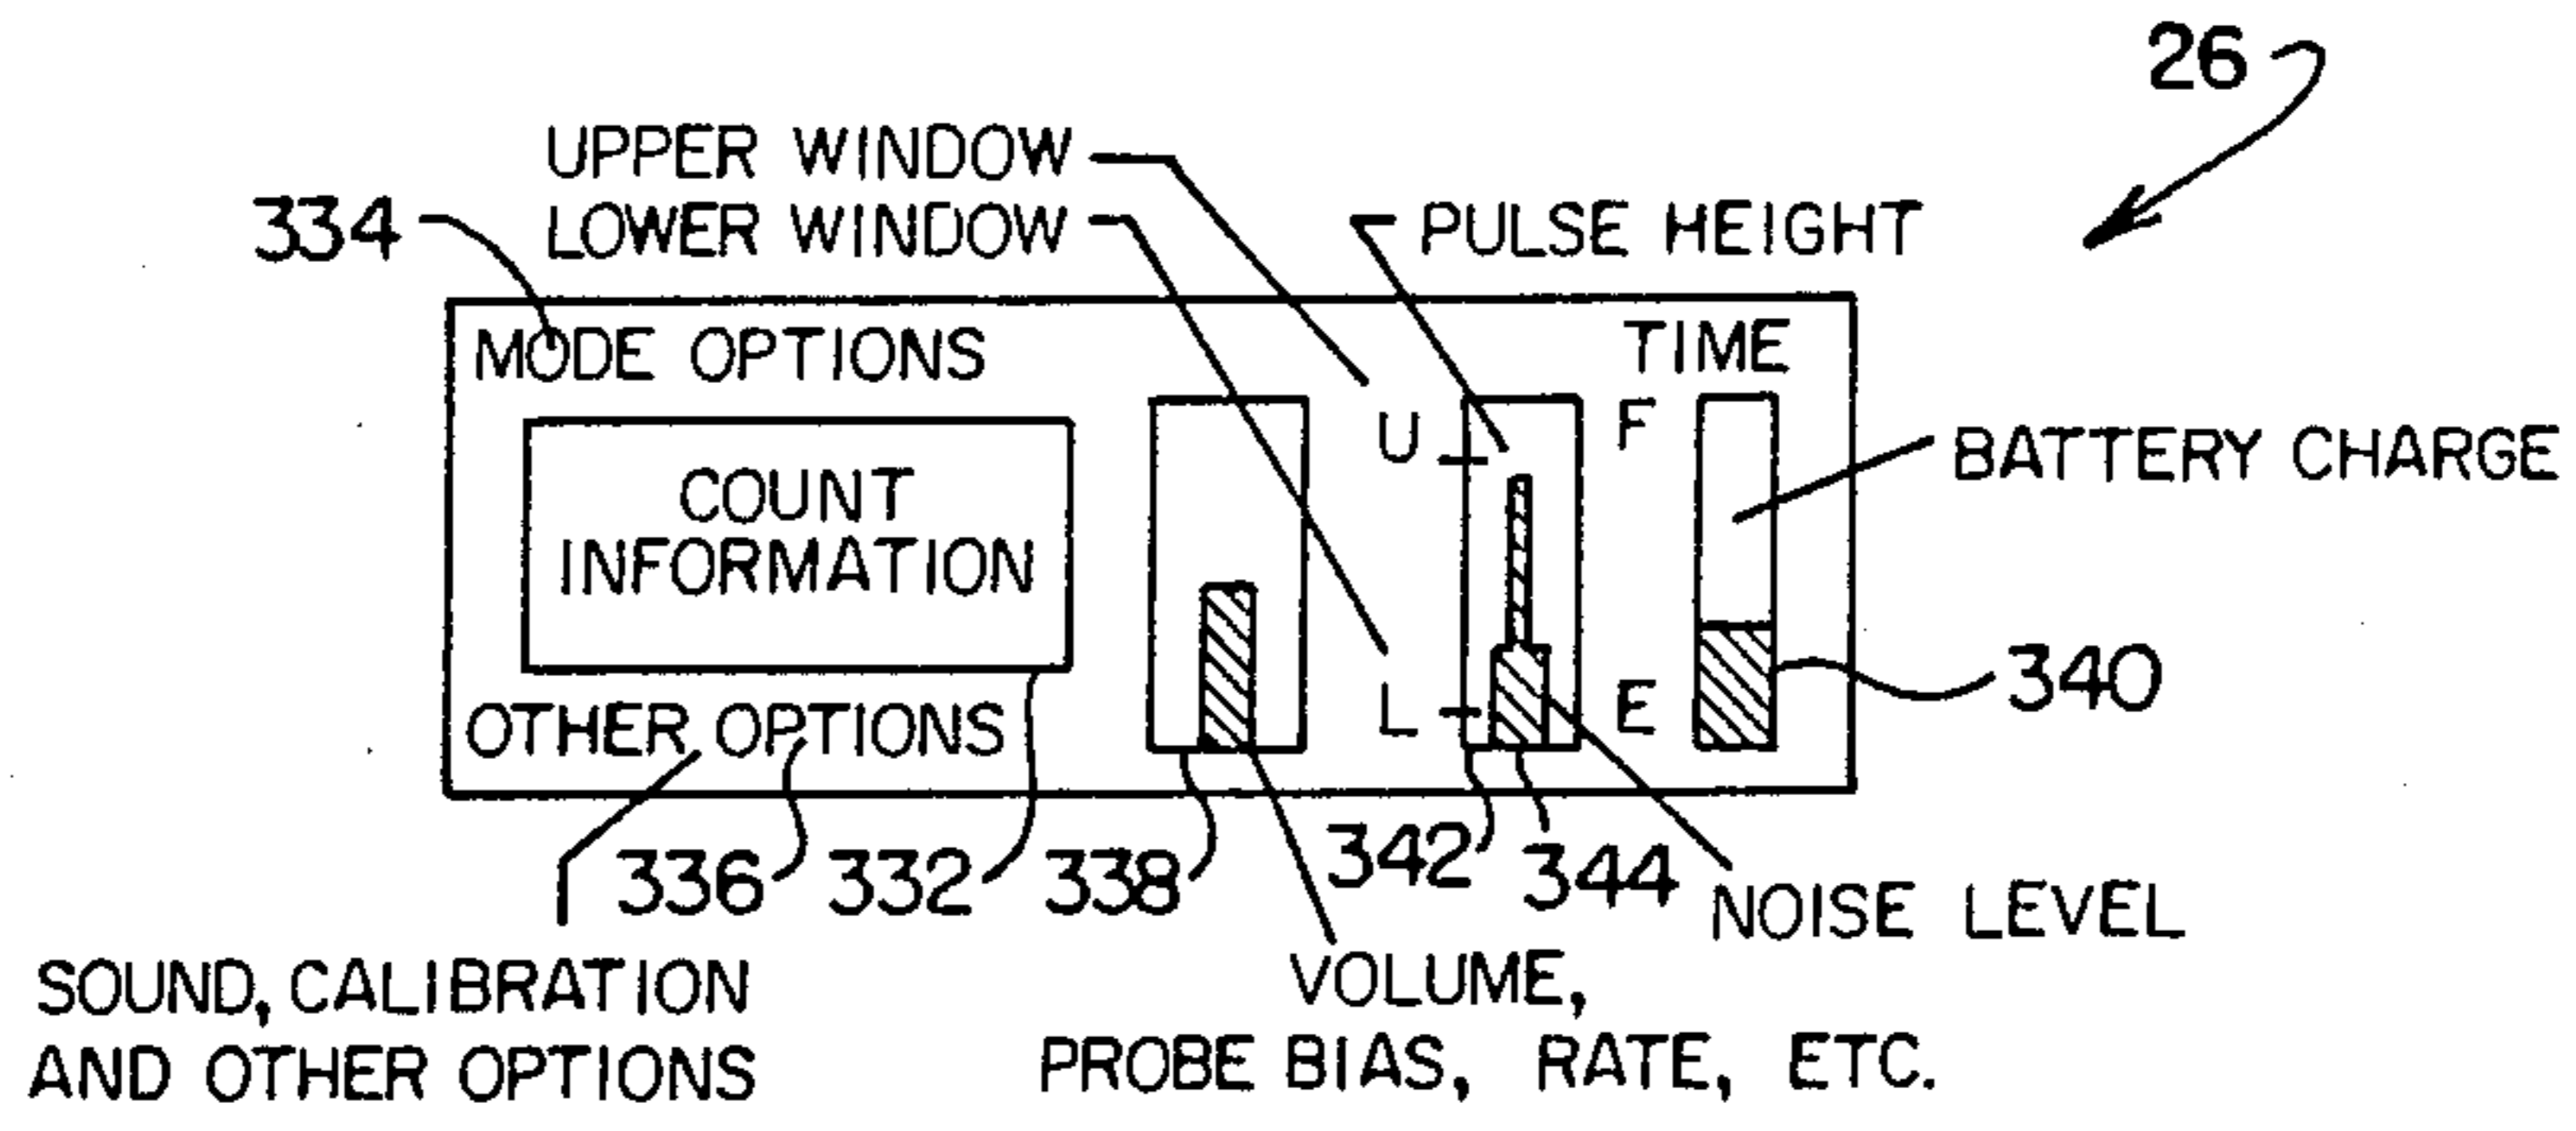 26
UPPER WINDOW
LOWER WINDOW
334
PULSE HEIGHT
MODE OPTIONS
TIME
U
F
BATTERY CHARGE
COUNT
INFORMATION
L
E
340
OTHER OPTIONS
336
332
338
342
344
NOISE LEVEL
SOUND, CALIBRATION
AND OTHER OPTIONS
VOLUME,
PROBE BIAS, RATE, ETC.